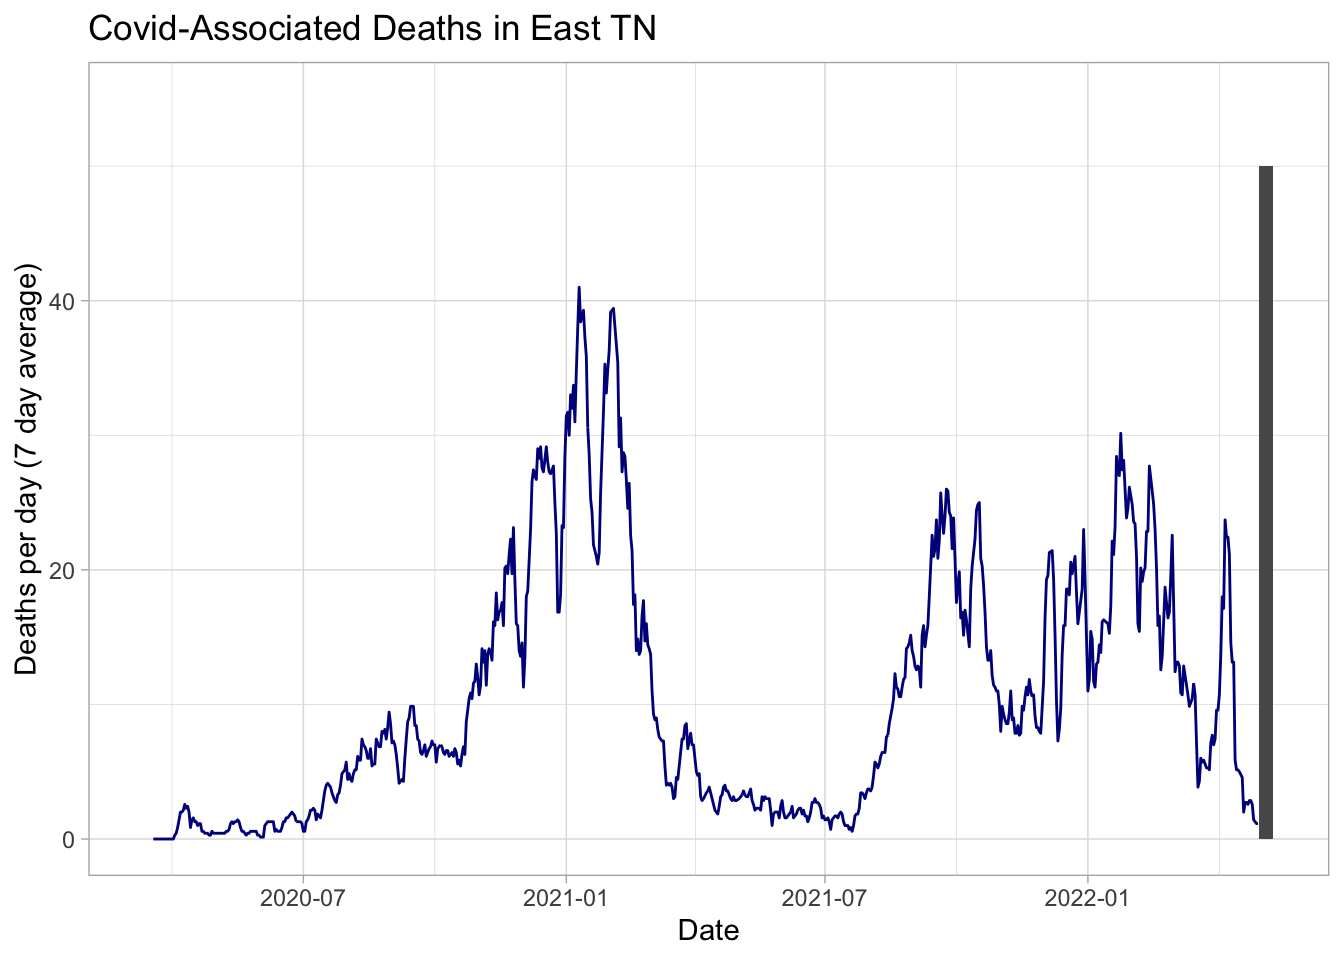 Covid-Associated Deaths in East TN
Deaths per day (7 day average)
40
20
0
2020-07
2021-01
2021-07
2022-01
Date